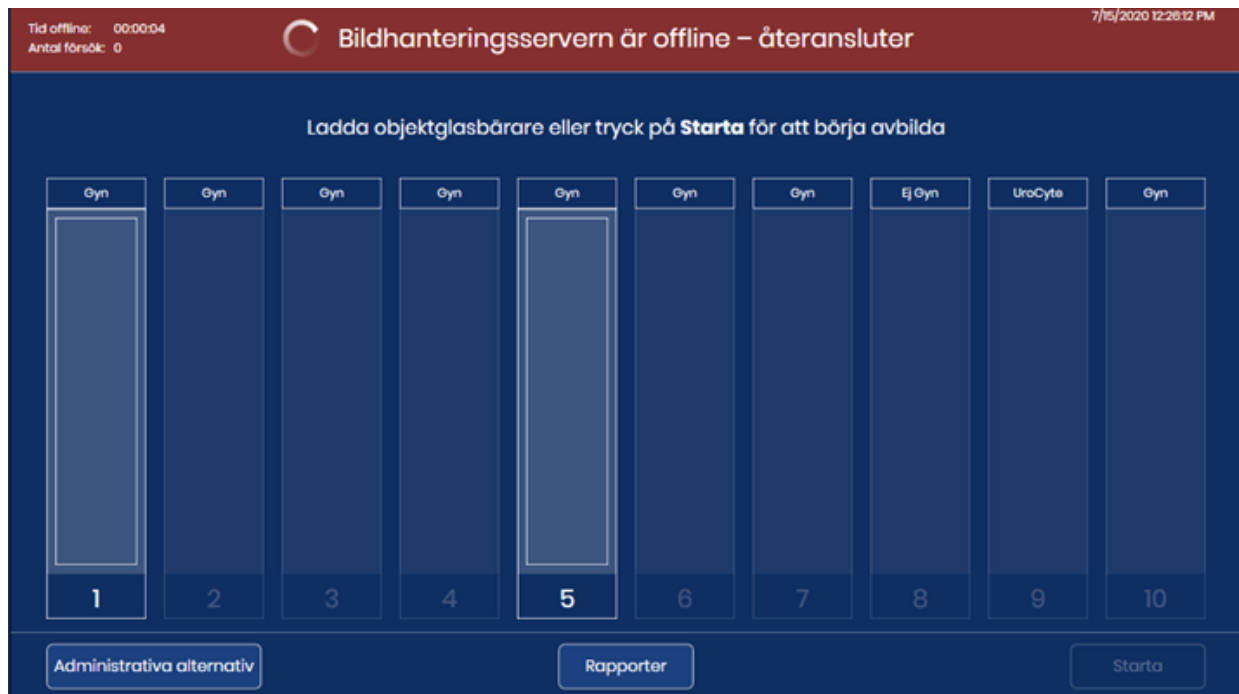 Tid offline: 00:00:04
Antal försök: 0
Bildhanteringsservern är offline – återansluter
7/15/2020 12:26:12 PM
Ladda objektglasbärare eller tryck på Starta för att börja avbilda
Gyn Gyn Gyn Gyn Gyn Gyn Gyn Ej Gyn UroCyte Gyn
1 2 3 4 5 6 7 8 9 10
Administrativa alternativ Rapporter Starta